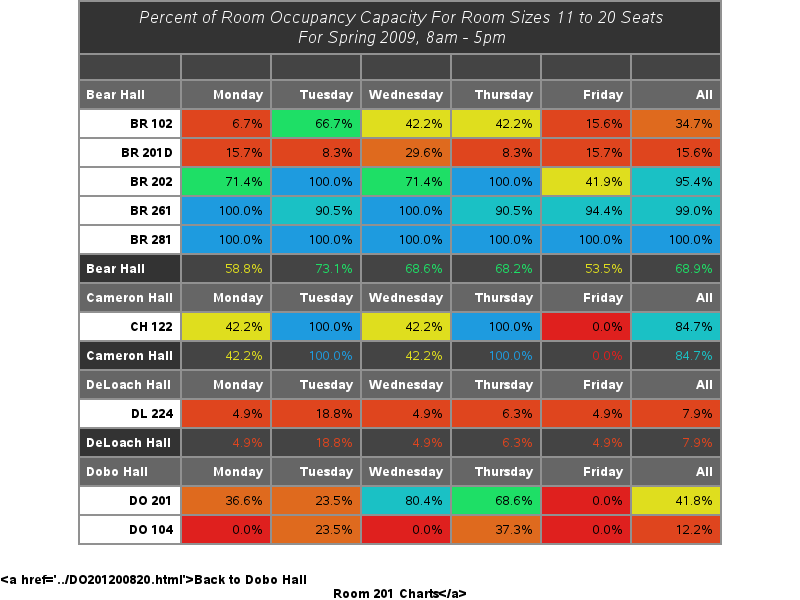 Percent of Room Occupancy Capacity For Room Sizes 11 to 20 Seats
For Spring 2009, 8am - 5pm
Bear Hall Monday Tuesday Wednesday Thursday Friday All
BR 102 6.7% 66.7% 42.2% 42.2% 15.6% 34.7%
BR 201D 15.7% 8.3% 29.6% 8.3% 15.7% 15.6%
BR 202 71.4% 100.0% 71.4% 100.0% 41.9% 95.4%
BR 261 100.0% 90.5% 100.0% 90.5% 94.4% 99.0%
BR 281 100.0% 100.0% 100.0% 100.0% 100.0% 100.0%
Bear Hall 58.8% 73.1% 68.6% 68.2% 53.5% 68.9%
Cameron Hall Monday Tuesday Wednesday Thursday Friday All
CH 122 42.2% 100.0% 42.2% 100.0% 0.0% 84.7%
Cameron Hall 42.2% 100.0% 42.2% 100.0% 0.0% 84.7%
DeLoach Hall Monday Tuesday Wednesday Thursday Friday All
DL 224 4.9% 18.8% 4.9% 6.3% 4.9% 7.9%
DeLoach Hall 4.9% 18.8% 4.9% 6.3% 4.9% 7.9%
Dobo Hall Monday Tuesday Wednesday Thursday Friday All
DO 201 36.6% 23.5% 80.4% 68.6% 0.0% 41.8%
DO 104 0.0% 23.5% 0.0% 37.3% 0.0% 12.2%
<a href='../DO201200820.html'>Back to Dobo Hall
Room 201 Charts</a>